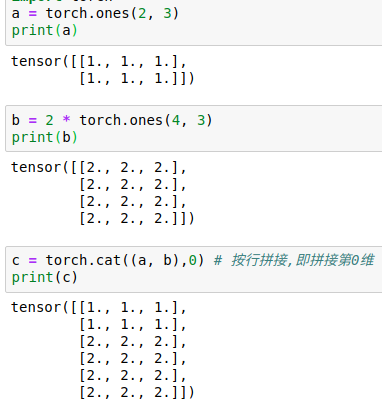 import torch
a = torch.ones(2, 3)
print(a)
tensor([[1., 1., 1.],
        [1., 1., 1.]])
b = 2 * torch.ones(4, 3)
print(b)
tensor([[2., 2., 2.],
        [2., 2., 2.],
        [2., 2., 2.],
        [2., 2., 2.]])
c = torch.cat((a, b),0) # 按行拼接,即拼接第0维
print(c)
tensor([[1., 1., 1.],
        [1., 1., 1.],
        [2., 2., 2.],
        [2., 2., 2.],
        [2., 2., 2.],
        [2., 2., 2.]])